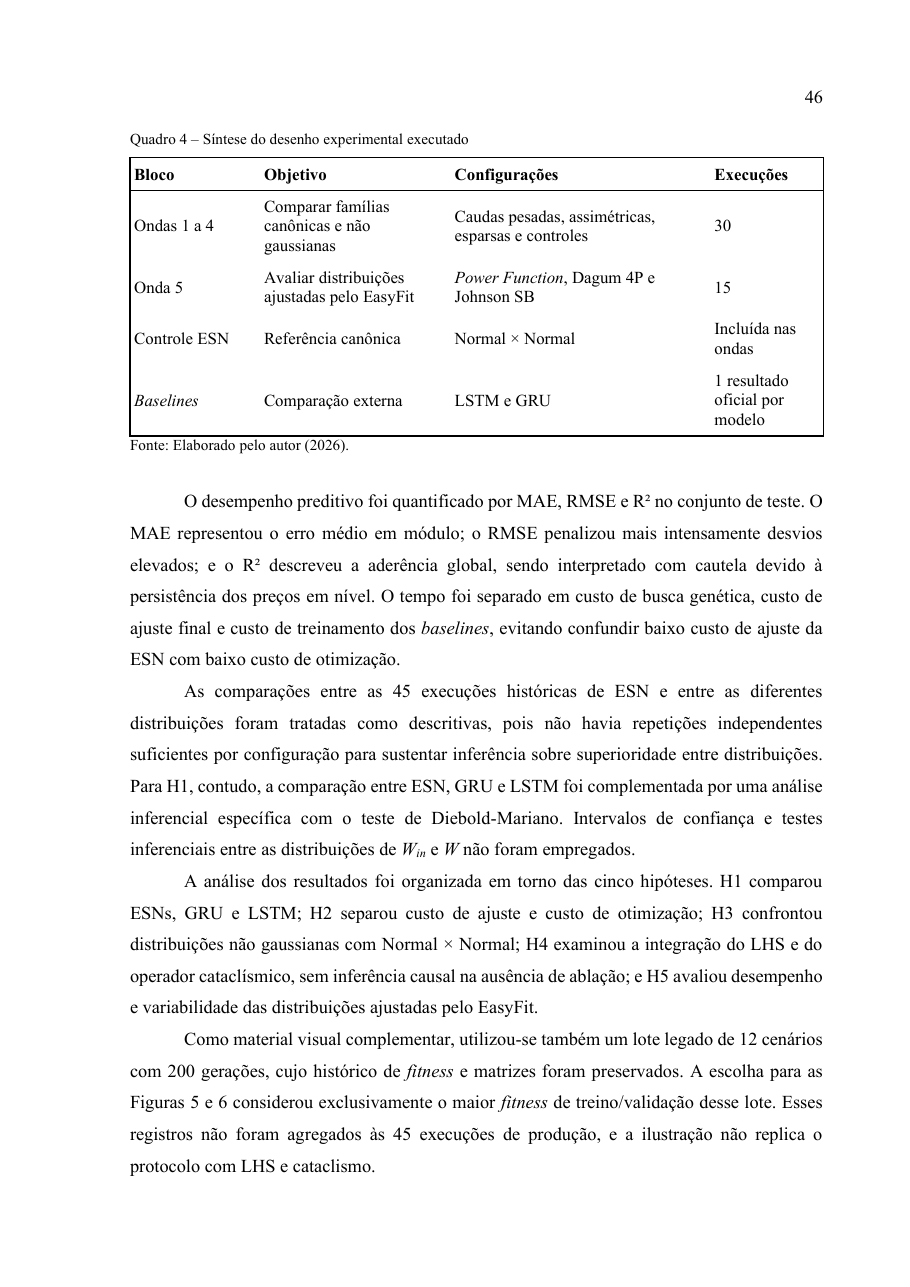 46
Quadro 4 – Síntese do desenho experimental executado
Bloco Objetivo Configurações Execuções
Ondas 1 a 4
Comparar famílias
canônicas e não
gaussianas
Caudas pesadas, assimétricas,
esparsas e controles
30
Onda 5
Avaliar distribuições
ajustadas pelo EasyFit
Power Function, Dagum 4P e
Johnson SB
15
Controle ESN
Referência canônica
Normal × Normal
Incluída nas
ondas
Baselines
Comparação externa
LSTM e GRU
1 resultado
oficial por
modelo
Fonte: Elaborado pelo autor (2026).
O desempenho preditivo foi quantificado por MAE, RMSE e R² no conjunto de teste. O
MAE representou o erro médio em módulo; o RMSE penalizou mais intensamente desvios
elevados; e o R² descreveu a aderência global, sendo interpretado com cautela devido à
persistência dos preços em nível. O tempo foi separado em custo de busca genética, custo de
ajuste final e custo de treinamento dos baselines, evitando confundir baixo custo de ajuste da
ESN com baixo custo de otimização.
As comparações entre as 45 execuções históricas de ESN e entre as diferentes
distribuições foram tratadas como descritivas, pois não havia repetições independentes
suficientes por configuração para sustentar inferência sobre superioridade entre distribuições.
Para H1, contudo, a comparação entre ESN, GRU e LSTM foi complementada por uma análise
inferencial específica com o teste de Diebold-Mariano. Intervalos de confiança e testes
inferenciais entre as distribuições de Win e W não foram empregados.
A análise dos resultados foi organizada em torno das cinco hipóteses. H1 comparou
ESNs, GRU e LSTM; H2 separou custo de ajuste e custo de otimização; H3 confrontou
distribuições não gaussianas com Normal × Normal; H4 examinou a integração do LHS e do
operador cataclísmico, sem inferência causal na ausência de ablação; e H5 avaliou desempenho
e variabilidade das distribuições ajustadas pelo EasyFit.
Como material visual complementar, utilizou-se também um lote legado de 12 cenários
com 200 gerações, cujo histórico de fitness e matrizes foram preservados. A escolha para as
Figuras 5 e 6 considerou exclusivamente o maior fitness de treino/validação desse lote. Esses
registros não foram agregados às 45 execuções de produção, e a ilustração não replica o
protocolo com LHS e cataclismo.